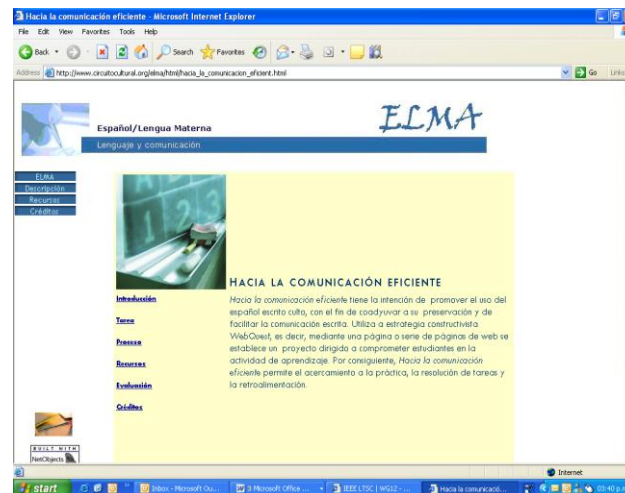 Hacia la comunicación eficiente - Microsoft Internet Explorer
File Edit View Favorites Tools Help
Back Search Favorites
Address http://www.circuitocultural.org/elma/html/hacia_la_comunicacion_eficient.html Go Links
ELMA
Español/Lengua Materna
Lenguaje y comunicación
ELMA
Descripción
Recursos
Créditos
HACIA LA COMUNICACIÓN EFICIENTE
Hacia la comunicación eficiente tiene la intención de promover el uso del
español escrito culto, con el fin de coadyuvar a su preservación y de
facilitar la comunicación escrita. Utiliza a estrategia constructivista
WebQuest, es decir, mediante una página o serie de páginas de web se
establece un proyecto dirigido a comprometer estudiantes en la
actividad de aprendizaje. Por consiguiente, Hacia la comunicación
eficiente permite el acercamiento a la práctica, la resolución de tareas y
la retroalimentación.
Introducción
Tarea
Proceso
Recursos
Evaluación
Créditos
BUILT WITH
NetObjects
Internet
start Inbox - Microsoft Ou... 3 Microsoft Office ... IEEE LTSC | WG12 - ... Hacia la comunicació... 03:40 p.m.